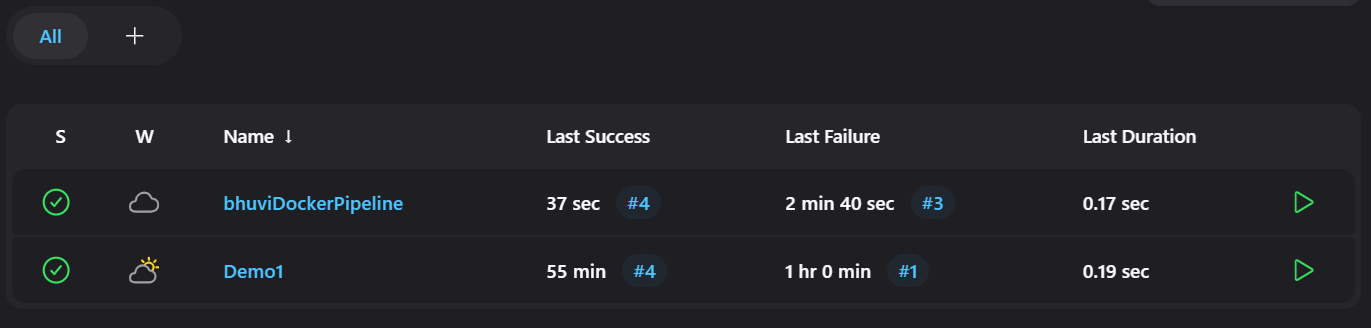 All +
S W Name ↓ Last Success Last Failure Last Duration
bhuviDockerPipeline 37 sec #4 2 min 40 sec #3 0.17 sec
Demo1 55 min #4 1 hr 0 min #1 0.19 sec